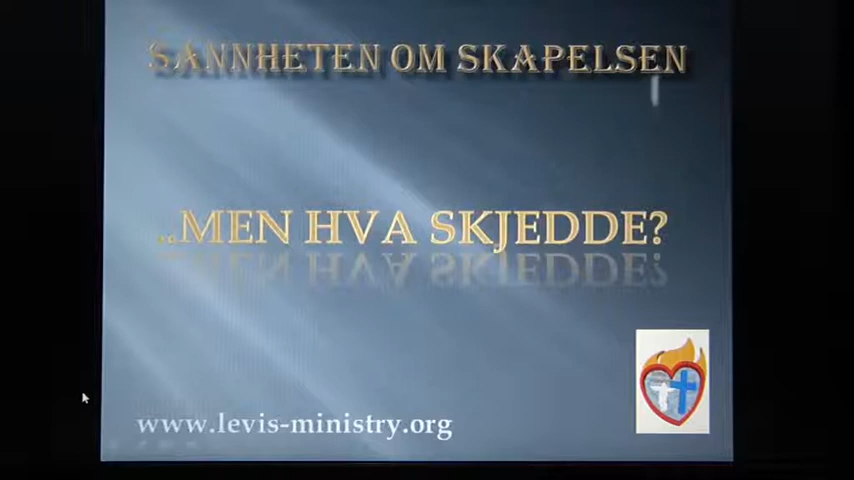 SANNHETEN OM SKAPELSEN
..MEN HVA SKJEDDE?
www.levis-ministry.org